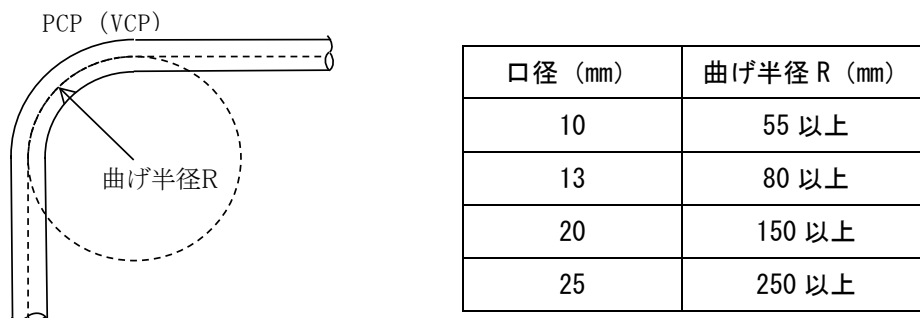 PCP (VCP)
曲げ半径R
口径 (㎜) 曲げ半径 R (㎜)
10 55 以上
13 80 以上
20 150 以上
25 250 以上